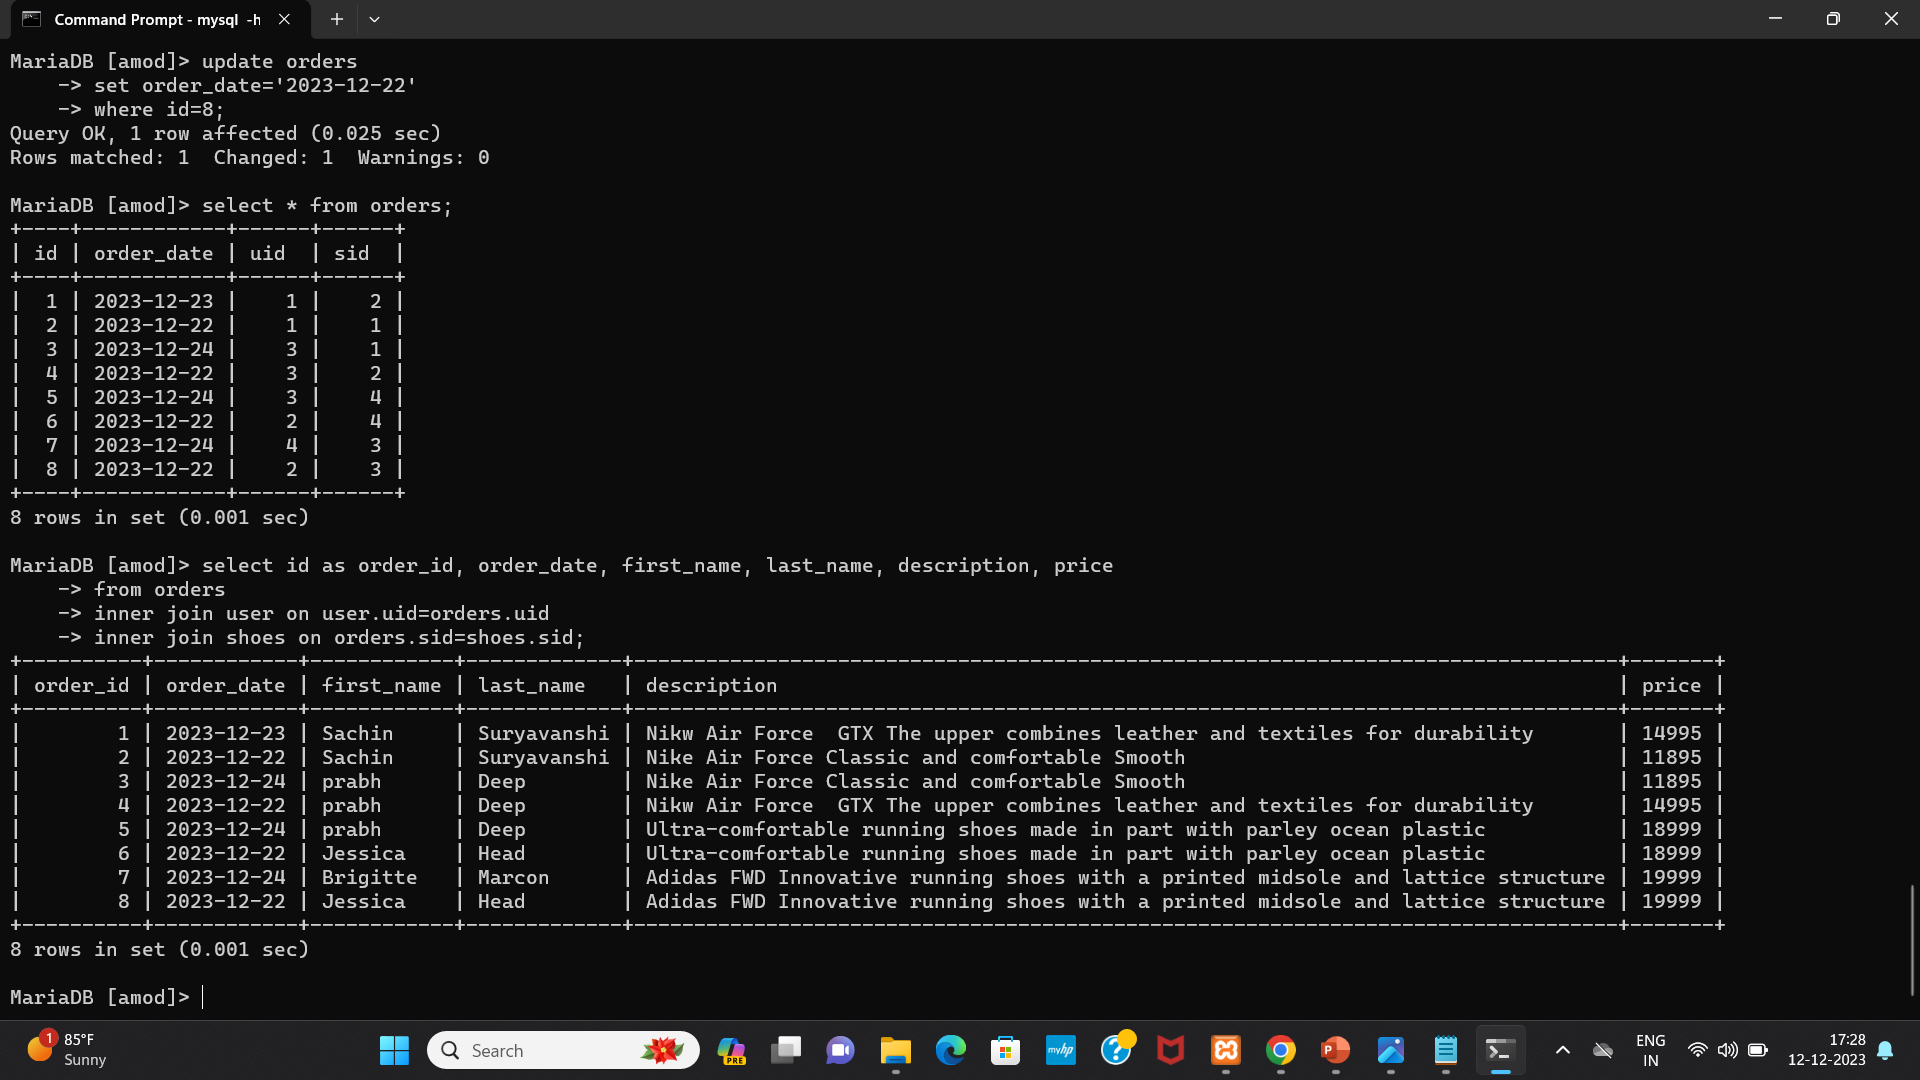 Command Prompt - mysql  -h
MariaDB [amod]> update orders
    -> set order_date='2023-12-22'
    -> where id=8;
Query OK, 1 row affected (0.025 sec)
Rows matched: 1  Changed: 1  Warnings: 0
MariaDB [amod]> select * from orders;
+----+------------+------+------+
| id | order_date | uid  | sid  |
+----+------------+------+------+
|  1 | 2023-12-23 |    1 |    2 |
|  2 | 2023-12-22 |    1 |    1 |
|  3 | 2023-12-24 |    3 |    1 |
|  4 | 2023-12-22 |    3 |    2 |
|  5 | 2023-12-24 |    3 |    4 |
|  6 | 2023-12-22 |    2 |    4 |
|  7 | 2023-12-24 |    4 |    3 |
|  8 | 2023-12-22 |    2 |    3 |
+----+------------+------+------+
8 rows in set (0.001 sec)
MariaDB [amod]> select id as order_id, order_date, first_name, last_name, description, price
    -> from orders
    -> inner join user on user.uid=orders.uid
    -> inner join shoes on orders.sid=shoes.sid;
+----------+------------+------------+-------------+----------------------------------------------------------------------------------+-------+
| order_id | order_date | first_name | last_name   | description                                                                      | price |
+----------+------------+------------+-------------+----------------------------------------------------------------------------------+-------+
|        1 | 2023-12-23 | Sachin     | Suryavanshi | Nikw Air Force  GTX The upper combines leather and textiles for durability       | 14995 |
|        2 | 2023-12-22 | Sachin     | Suryavanshi | Nike Air Force Classic and comfortable Smooth                                    | 11895 |
|        3 | 2023-12-24 | prabh      | Deep        | Nike Air Force Classic and comfortable Smooth                                    | 11895 |
|        4 | 2023-12-22 | prabh      | Deep        | Nikw Air Force  GTX The upper combines leather and textiles for durability       | 14995 |
|        5 | 2023-12-24 | prabh      | Deep        | Ultra-comfortable running shoes made in part with parley ocean plastic           | 18999 |
|        6 | 2023-12-22 | Jessica    | Head        | Ultra-comfortable running shoes made in part with parley ocean plastic           | 18999 |
|        7 | 2023-12-24 | Brigitte   | Marcon      | Adidas FWD Innovative running shoes with a printed midsole and lattice structure | 19999 |
|        8 | 2023-12-22 | Jessica    | Head        | Adidas FWD Innovative running shoes with a printed midsole and lattice structure | 19999 |
+----------+------------+------------+-------------+----------------------------------------------------------------------------------+-------+
8 rows in set (0.001 sec)
MariaDB [amod]>
1
85°F
Sunny
Search
PRE
myhp
?
P
ENG
IN
17:28
12-12-2023